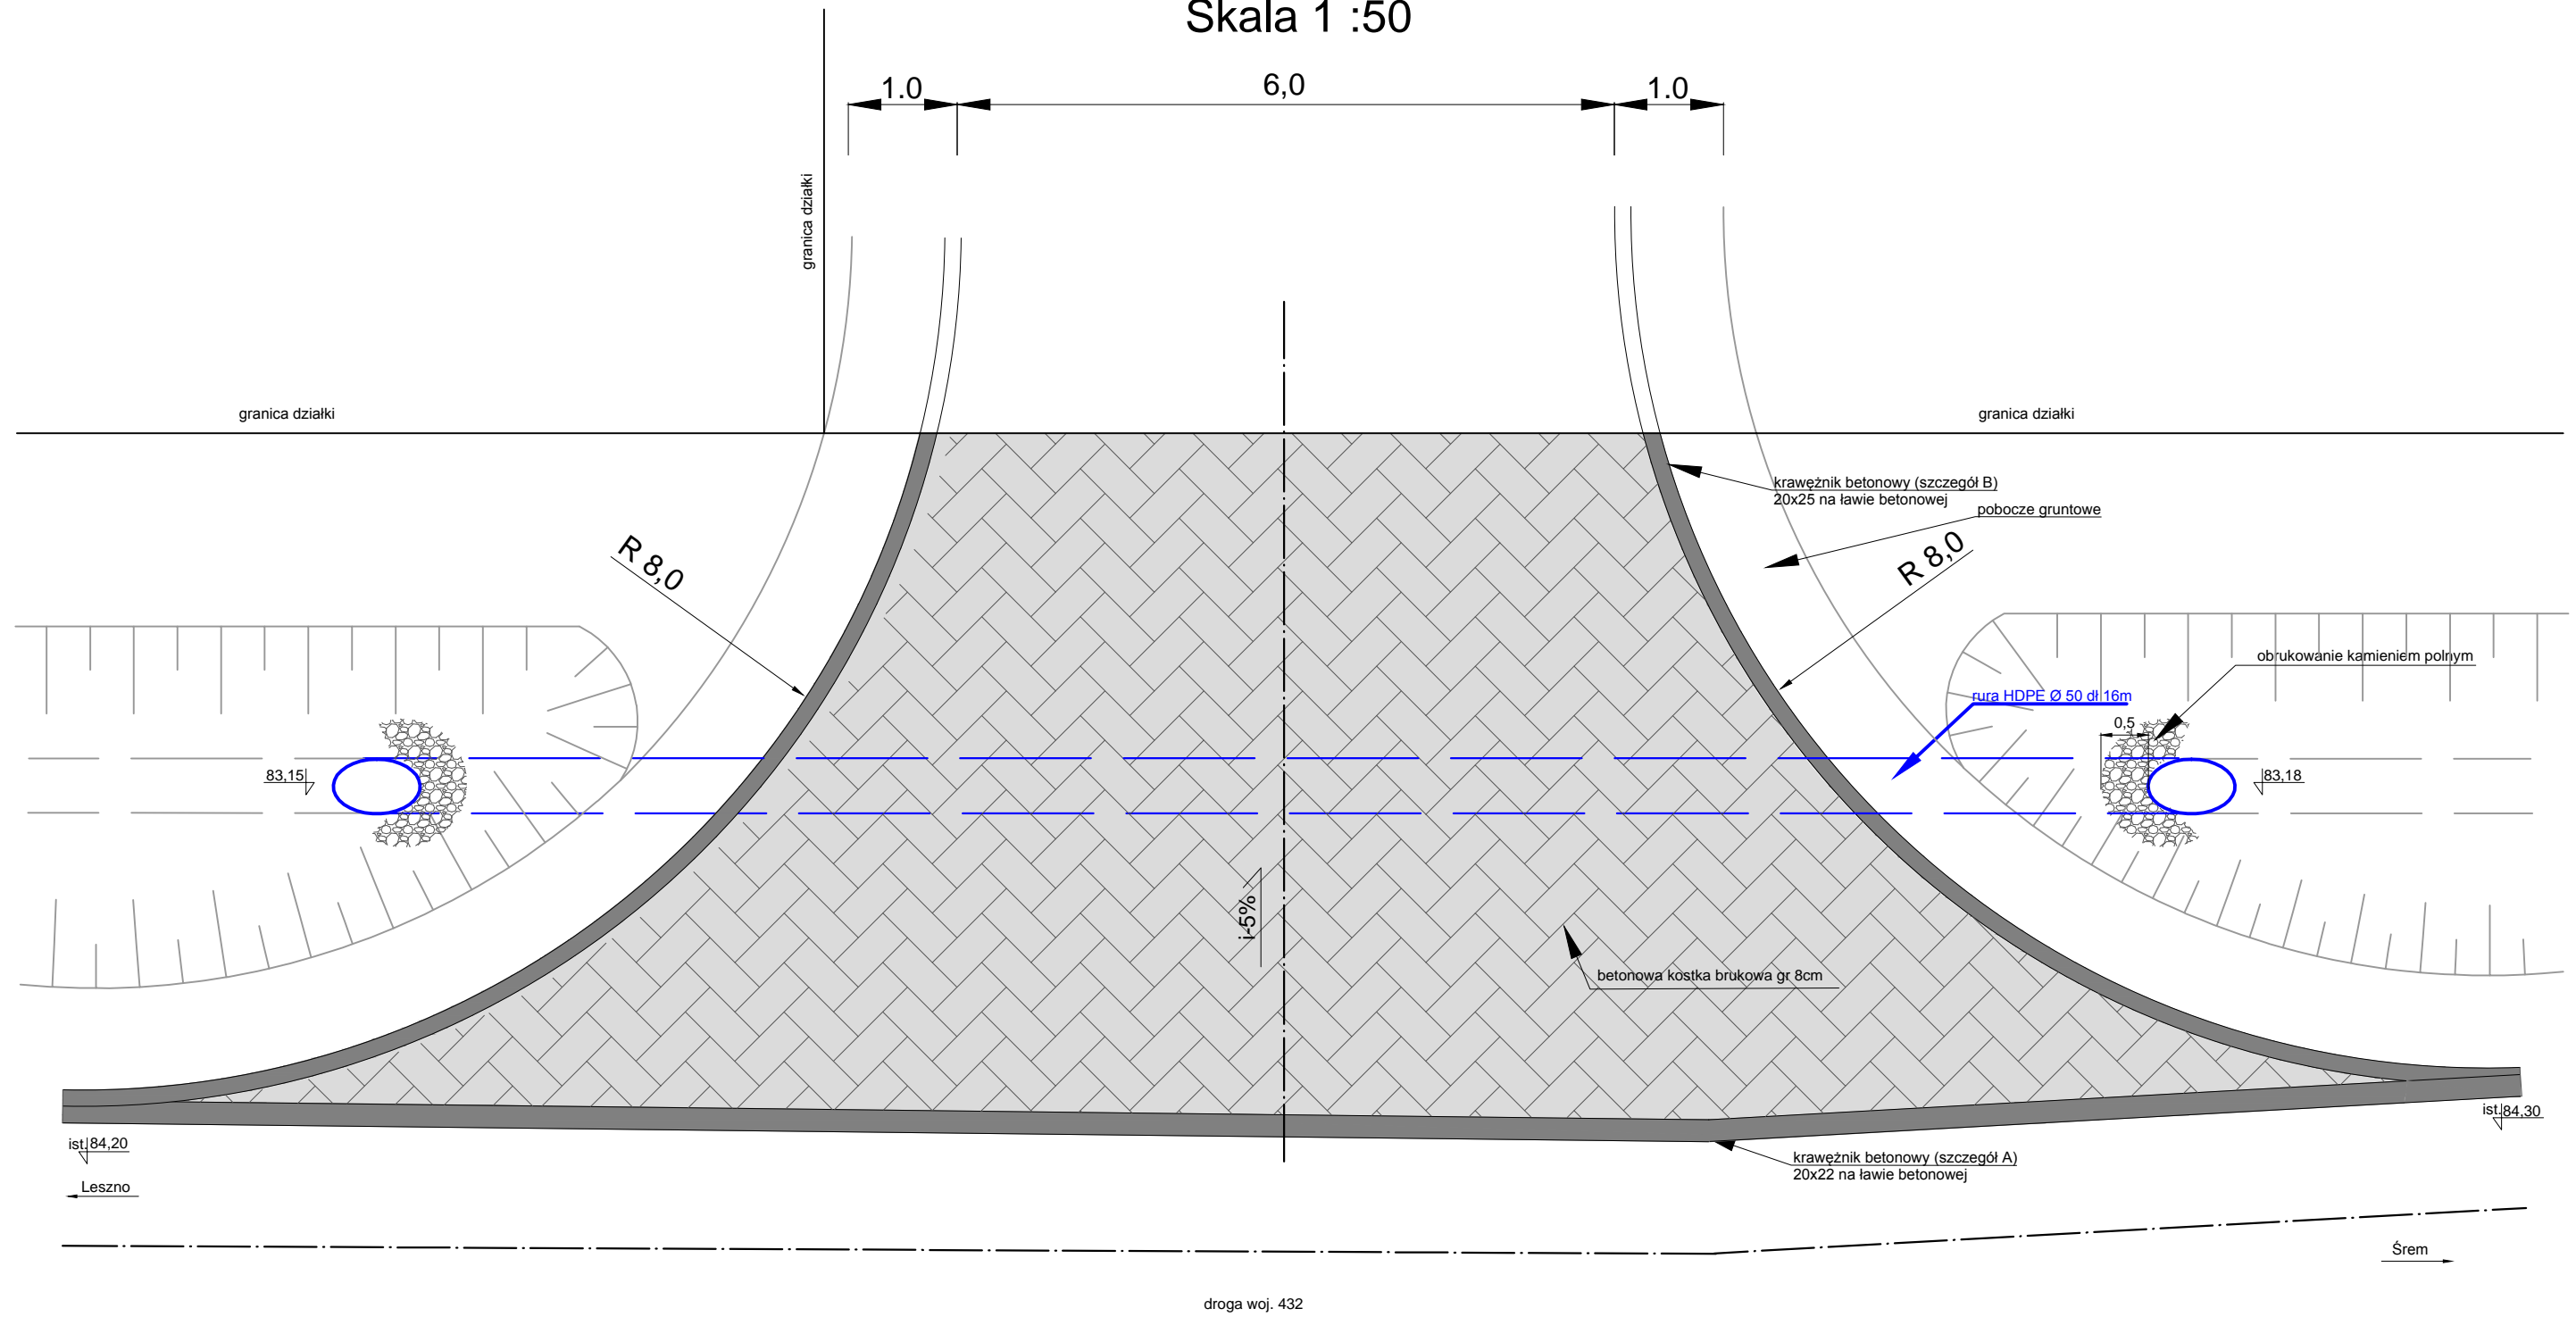 Skala 1 :50
1.0
6,0
1.0
granica działki
granica działki
granica działki
krawężnik betonowy (szczegół B)
20x25 na ławie betonowej
pobocze gruntowe
R 8,0
R 8,0
obrukowanie kamieniem polnym
rura HDPE Ø 50 dł 16m
0,5
83,15
83,18
i-5%
betonowa kostka brukowa gr 8cm
ist. 84,20
ist. 84,30
krawężnik betonowy (szczegół A)
20x22 na ławie betonowej
Leszno
Śrem
droga woj. 432